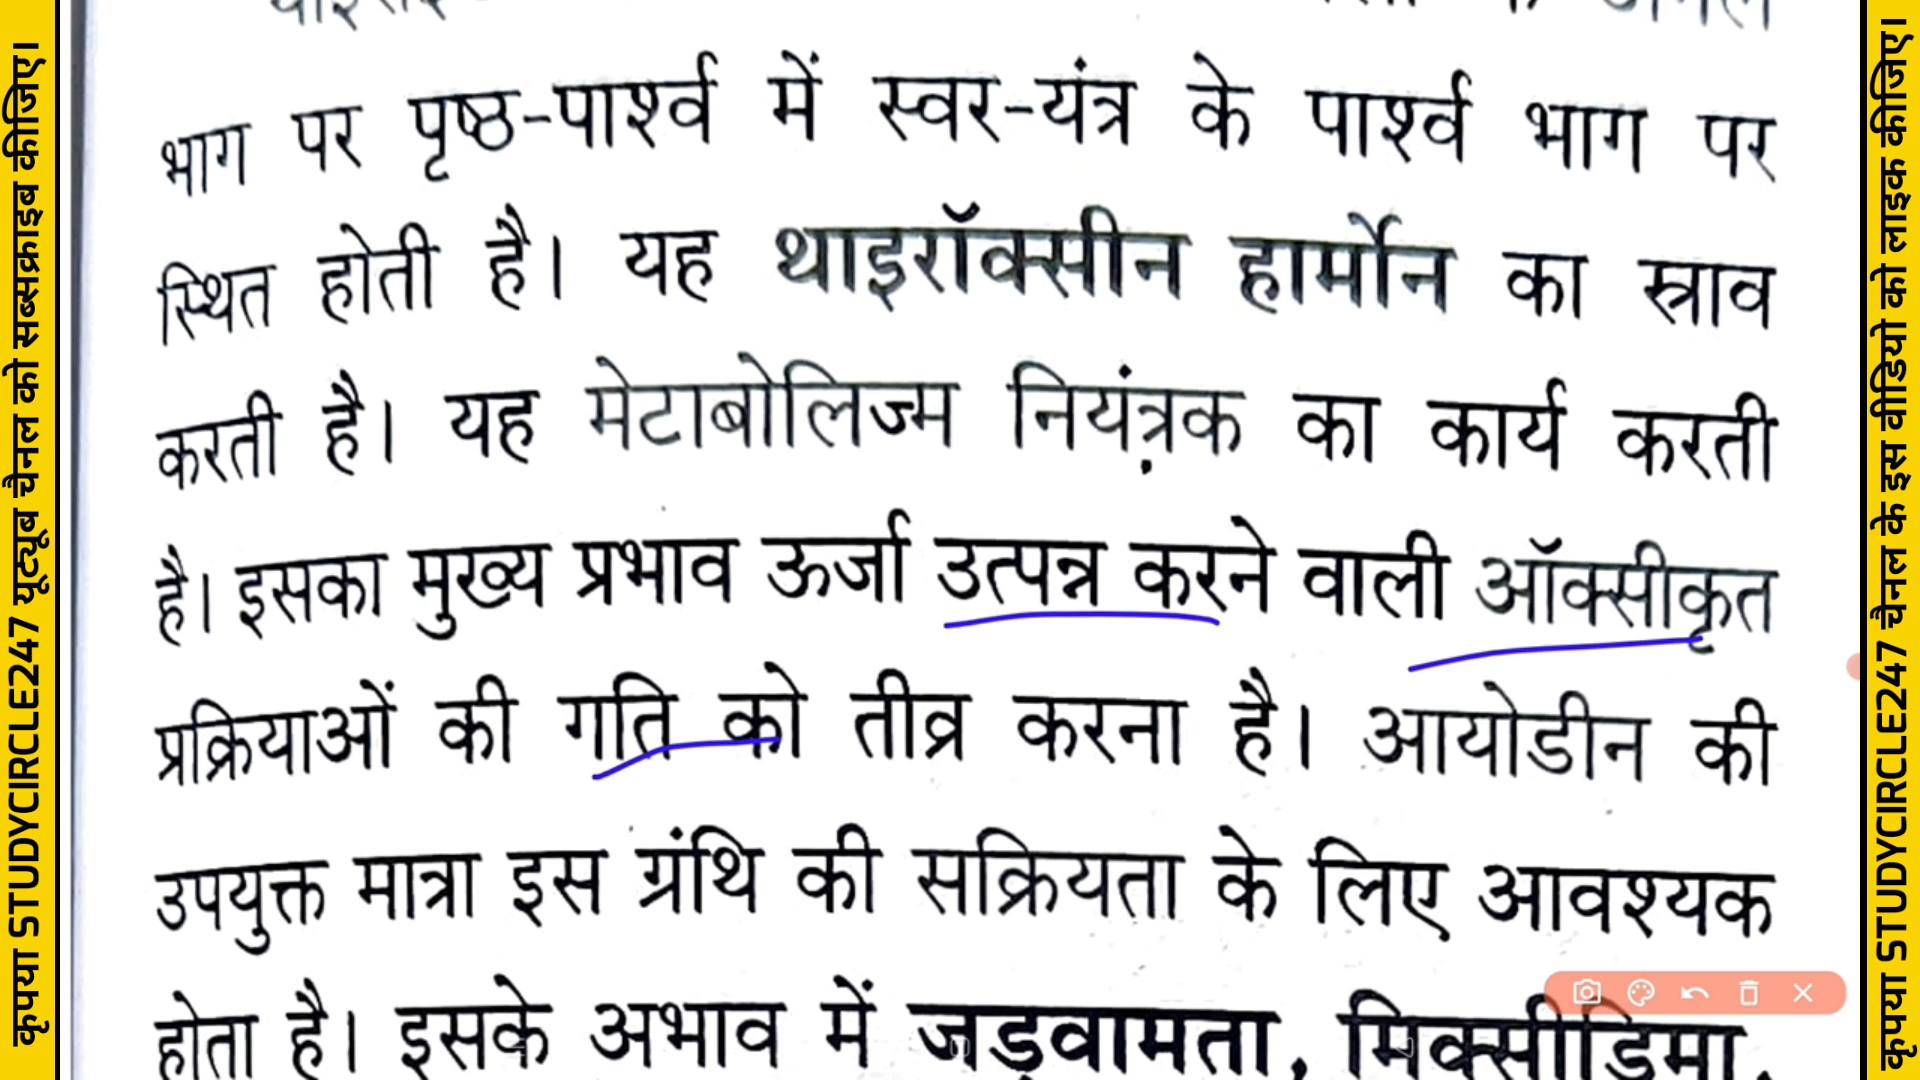 भाग पर पृष्ठ-पार्श्व में स्वर-यंत्र के पार्श्व भाग पर
स्थित होती है। यह थाइरॉक्सीन हार्मोन का स्राव
करती है। यह मेटाबोलिज्म नियंत्रक का कार्य करती
है। इसका मुख्य प्रभाव ऊर्जा उत्पन्न करने वाली ऑक्सीकृत
प्रक्रियाओं की गति को तीव्र करना है। आयोडीन की
उपयुक्त मात्रा इस ग्रंथि की सक्रियता के लिए आवश्यक
होता है। इसके अभाव में जड़वामता, मिक्सीडिमा,
कृपया STUDYCIRCLE247 यूट्यूब चैनल को सब्सक्राइब कीजिए।
कृपया STUDYCIRCLE247 चैनल के इस वीडियो को लाइक कीजिए।